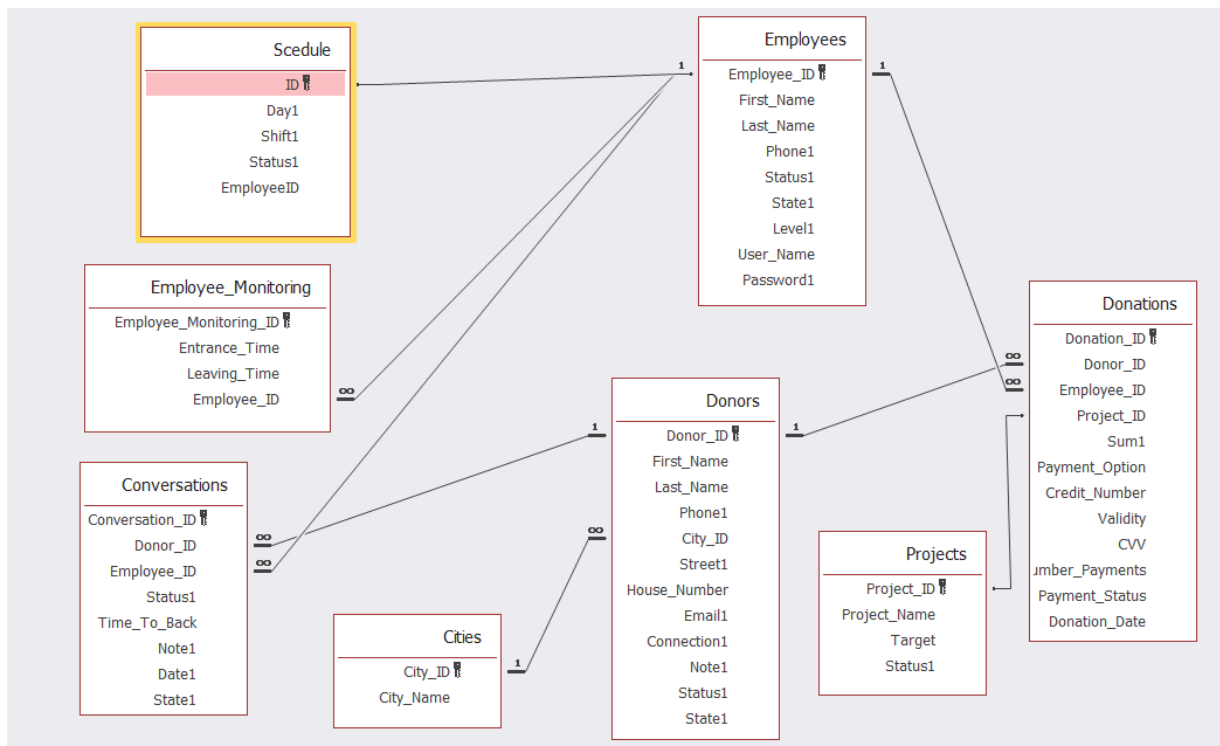 Scedule
ID
Day1
Shift1
Status1
EmployeeID
Employees
Employee_ID
First_Name
Last_Name
Phone1
Status1
State1
Level1
User_Name
Password1
Employee_Monitoring
Employee_Monitoring_ID
Entrance_Time
Leaving_Time
Employee_ID
Conversations
Conversation_ID
Donor_ID
Employee_ID
Status1
Time_To_Back
Note1
Date1
State1
Cities
City_ID
City_Name
Donors
Donor_ID
First_Name
Last_Name
Phone1
City_ID
Street1
House_Number
Email1
Connection1
Note1
Status1
State1
Projects
Project_ID
Project_Name
Target
Status1
Donations
Donation_ID
Donor_ID
Employee_ID
Project_ID
Sum1
Payment_Option
Credit_Number
Validity
CVV
umber_Payments
Payment_Status
Donation_Date
1
1
∞
∞
∞
1
1
∞
∞
∞
1